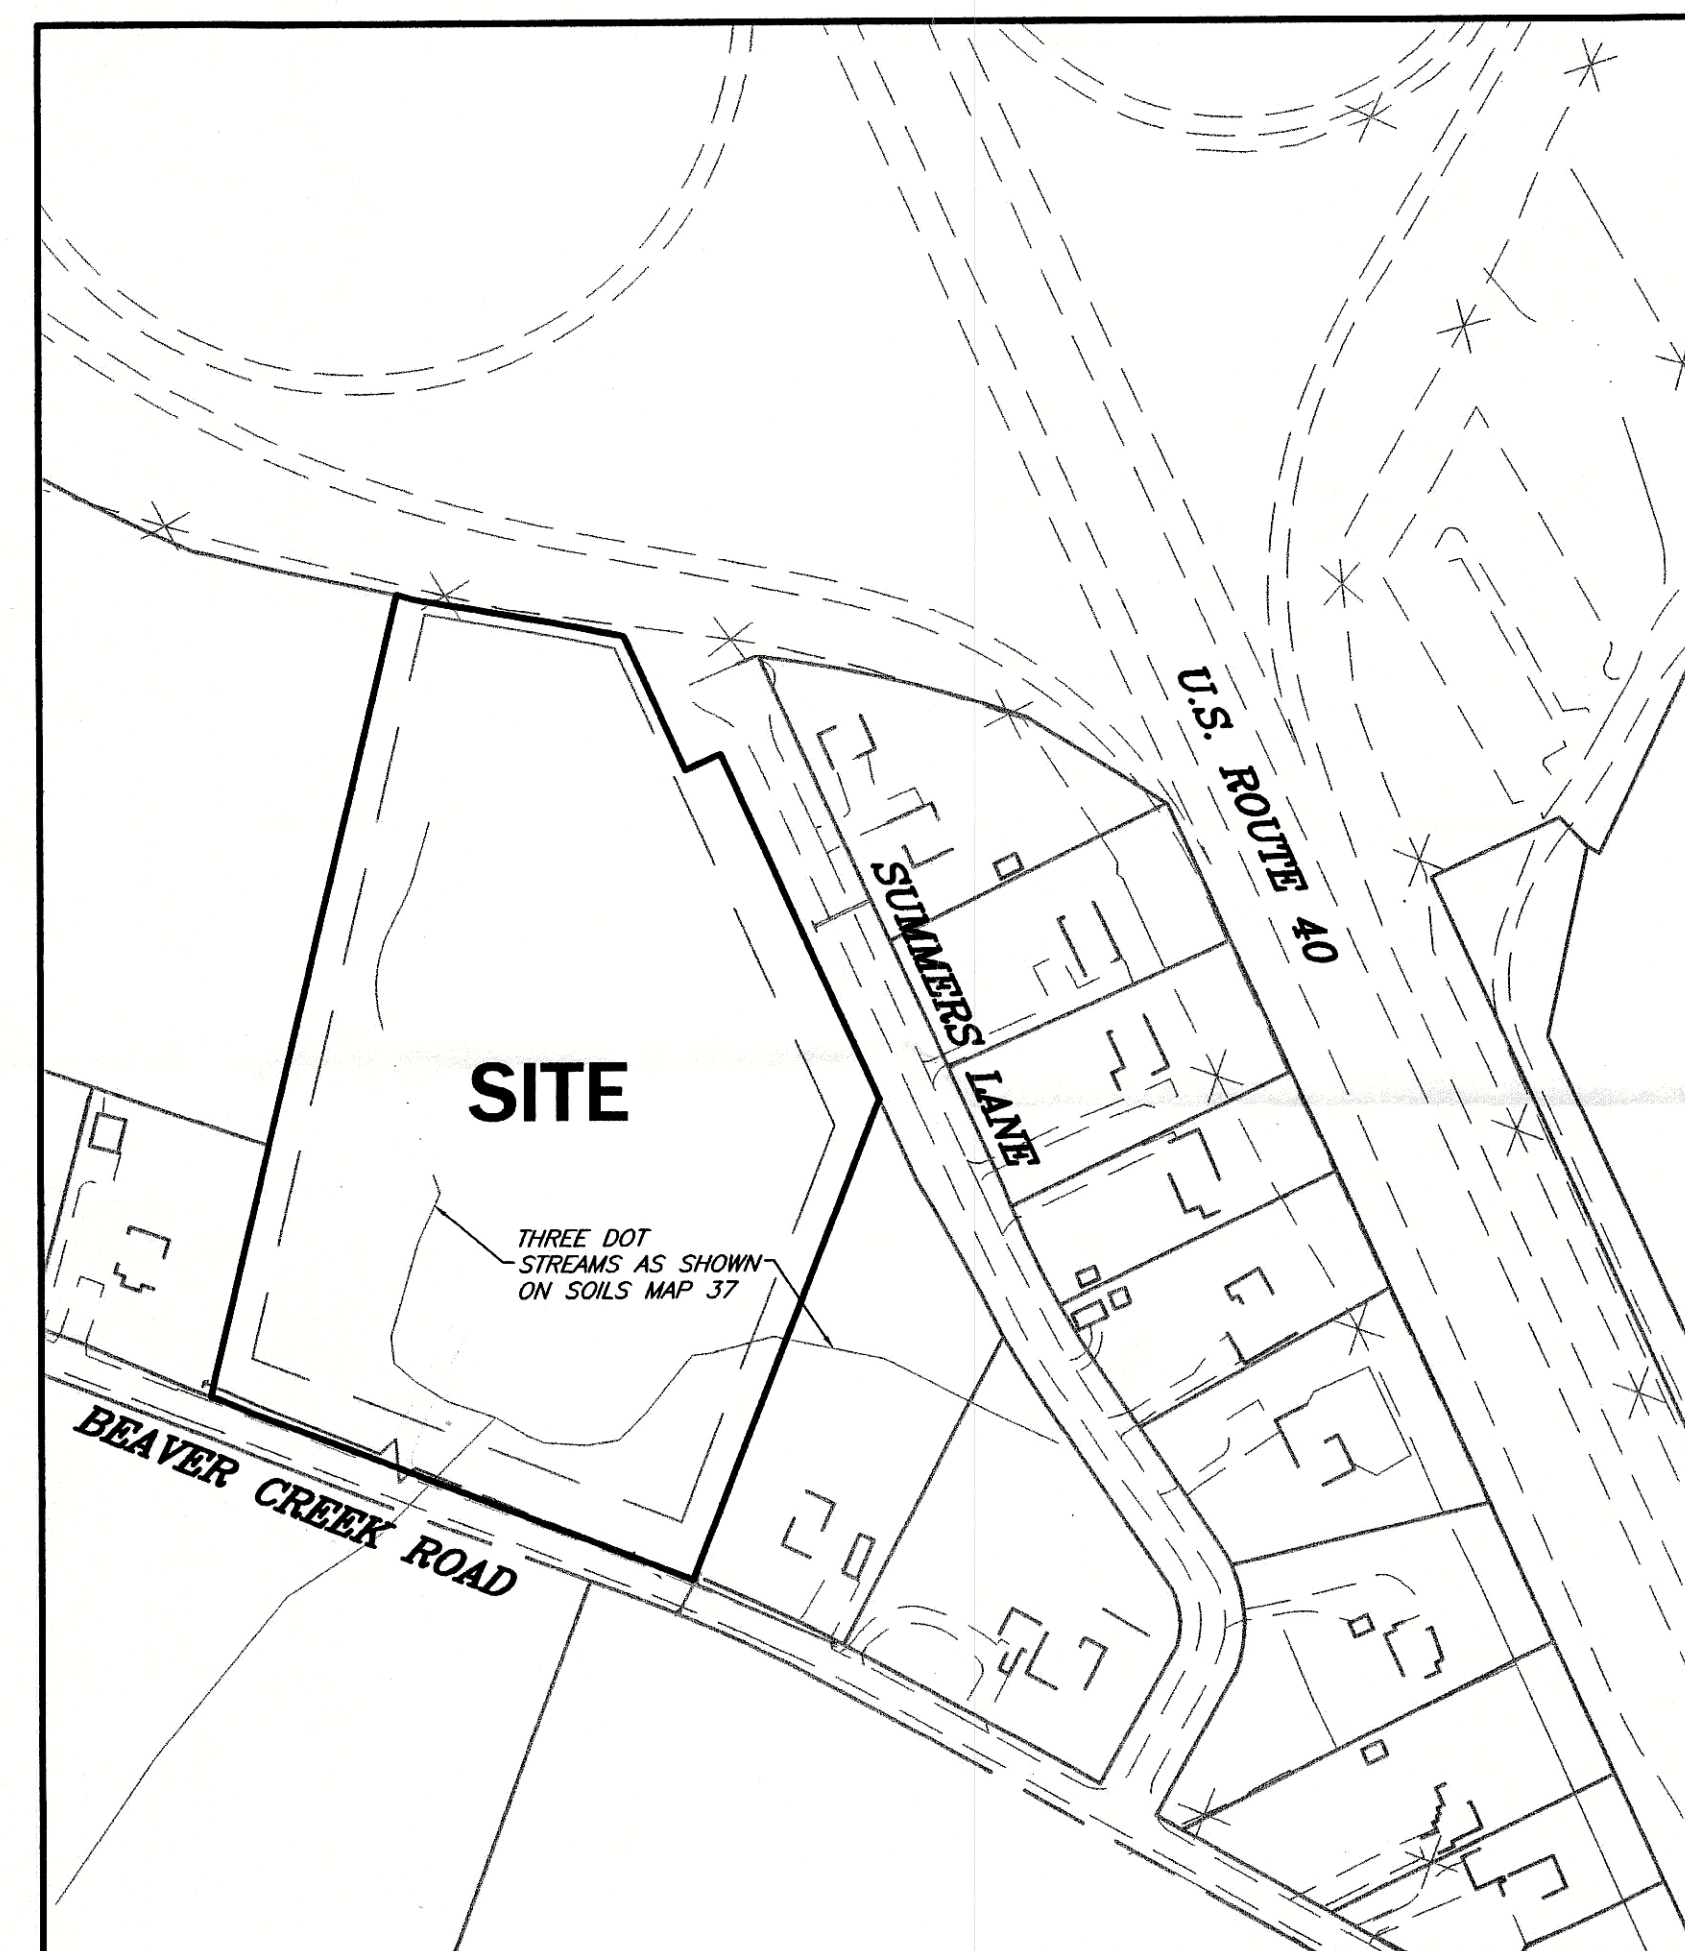 U.S. ROUTE 40
SUMMERS LANE
SITE
THREE DOT
STREAMS AS SHOWN
ON SOILS MAP 37
BEAVER CREEK ROAD